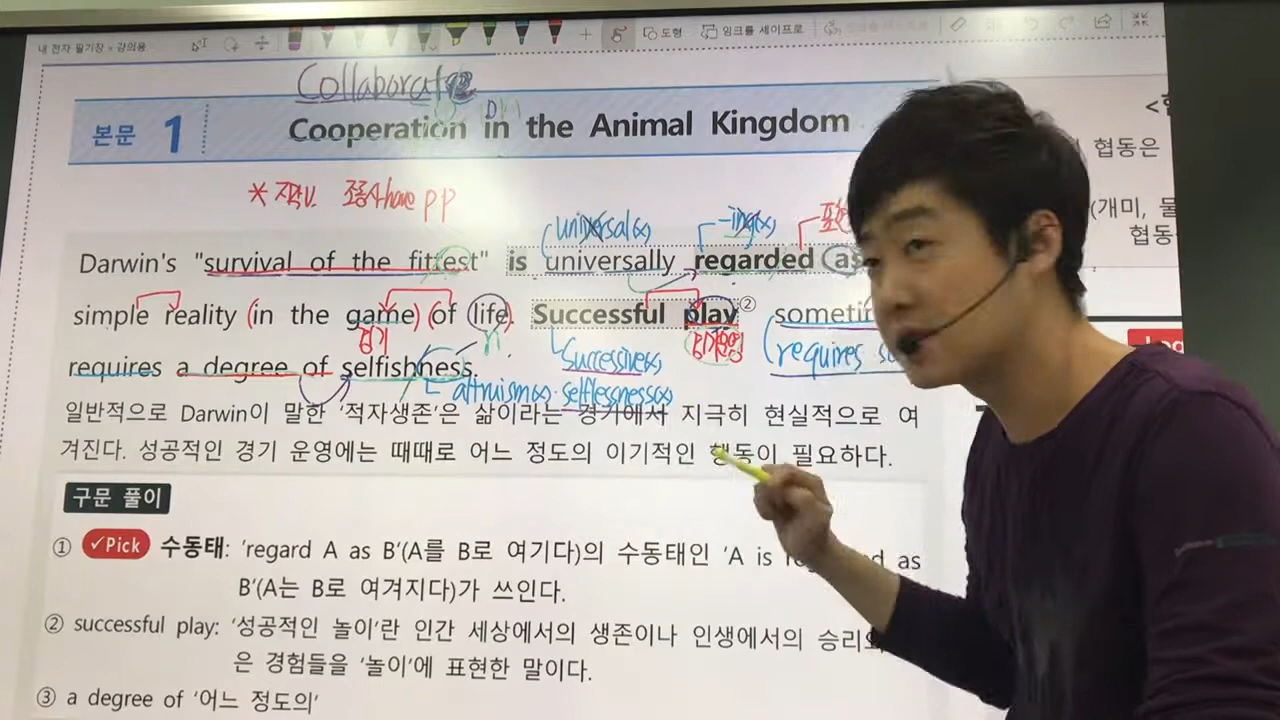 내 전자 필기장 × 강의용
도형
잉크를 셰이프로
Collaborate
본문 1
Cooperation in the Animal Kingdom
D
협동은
(개미, 물
협동
* 지각V. have pp
universal(x)
-ing(x)
Darwin's "survival of the fittest" is universally regarded as
simple reality (in the game) (of life). Successful play②
경기
requires
Successive(x)
requires a degree of selfishness.
altruism(x)·selflessness(x)
일반적으로 Darwin이 말한 '적자생존'은 삶이라는 경기에서 지극히 현실적으로 여
겨진다. 성공적인 경기 운영에는 때때로 어느 정도의 이기적인 행동이 필요하다.
구문 풀이
① ✓Pick 수동태: 'regard A as B'(A를 B로 여기다)의 수동태인 'A is as
B'(A는 B로 여겨지다)가 쓰인다.
② successful play: '성공적인 놀이'란 인간 세상에서의 생존이나 인생에서의
은 경험들을 '놀이'에 표현한 말이다.
③ a degree of '어느 정도의'